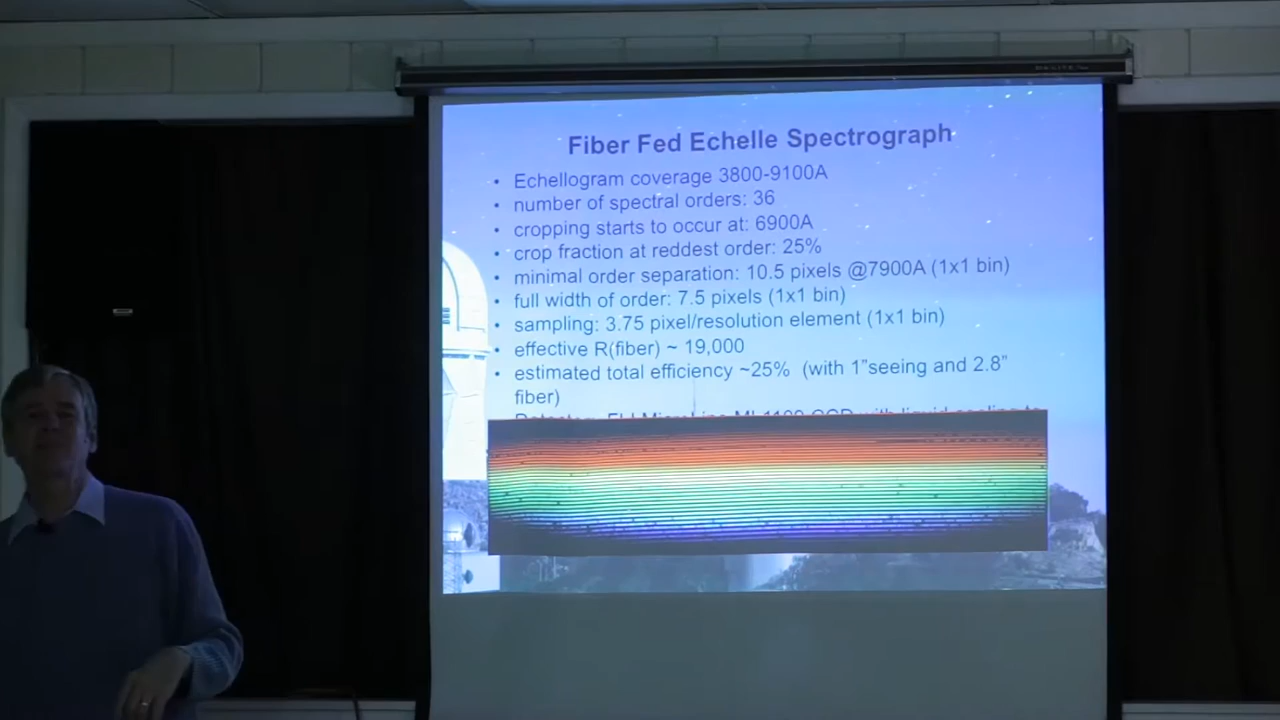 Fiber Fed Echelle Spectrograph
• Echellogram coverage 3800-9100A
• number of spectral orders: 36
• cropping starts to occur at: 6900A
• crop fraction at reddest order: 25%
• minimal order separation: 10.5 pixels @7900A (1x1 bin)
• full width of order: 7.5 pixels (1x1 bin)
• sampling: 3.75 pixel/resolution element (1x1 bin)
• effective R(fiber) ~ 19,000
• estimated total efficiency ~25% (with 1”seeing and 2.8”
fiber)